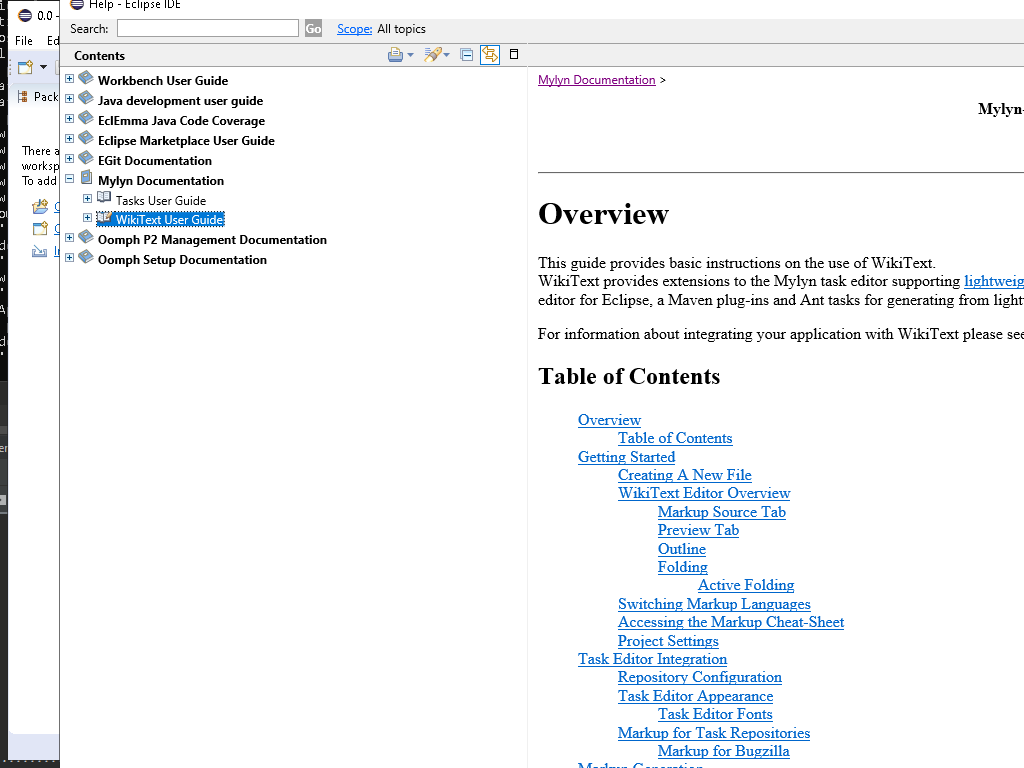 Help - Eclipse IDE
0.0 -
File Ed
Search: Go Scope: All topics
Contents
Pack
There a
worksp
To add
Workbench User Guide
Java development user guide
EclEmma Java Code Coverage
Eclipse Marketplace User Guide
EGit Documentation
Mylyn Documentation
Tasks User Guide
WikiText User Guide
Oomph P2 Management Documentation
Oomph Setup Documentation
Mylyn Documentation >
Mylyn-
Overview
This guide provides basic instructions on the use of WikiText.
WikiText provides extensions to the Mylyn task editor supporting lightweig
editor for Eclipse, a Maven plug-ins and Ant tasks for generating from light
For information about integrating your application with WikiText please see
Table of Contents
Overview
Table of Contents
Getting Started
Creating A New File
WikiText Editor Overview
Markup Source Tab
Preview Tab
Outline
Folding
Active Folding
Switching Markup Languages
Accessing the Markup Cheat-Sheet
Project Settings
Task Editor Integration
Repository Configuration
Task Editor Appearance
Task Editor Fonts
Markup for Task Repositories
Markup for Bugzilla
Markup Generation